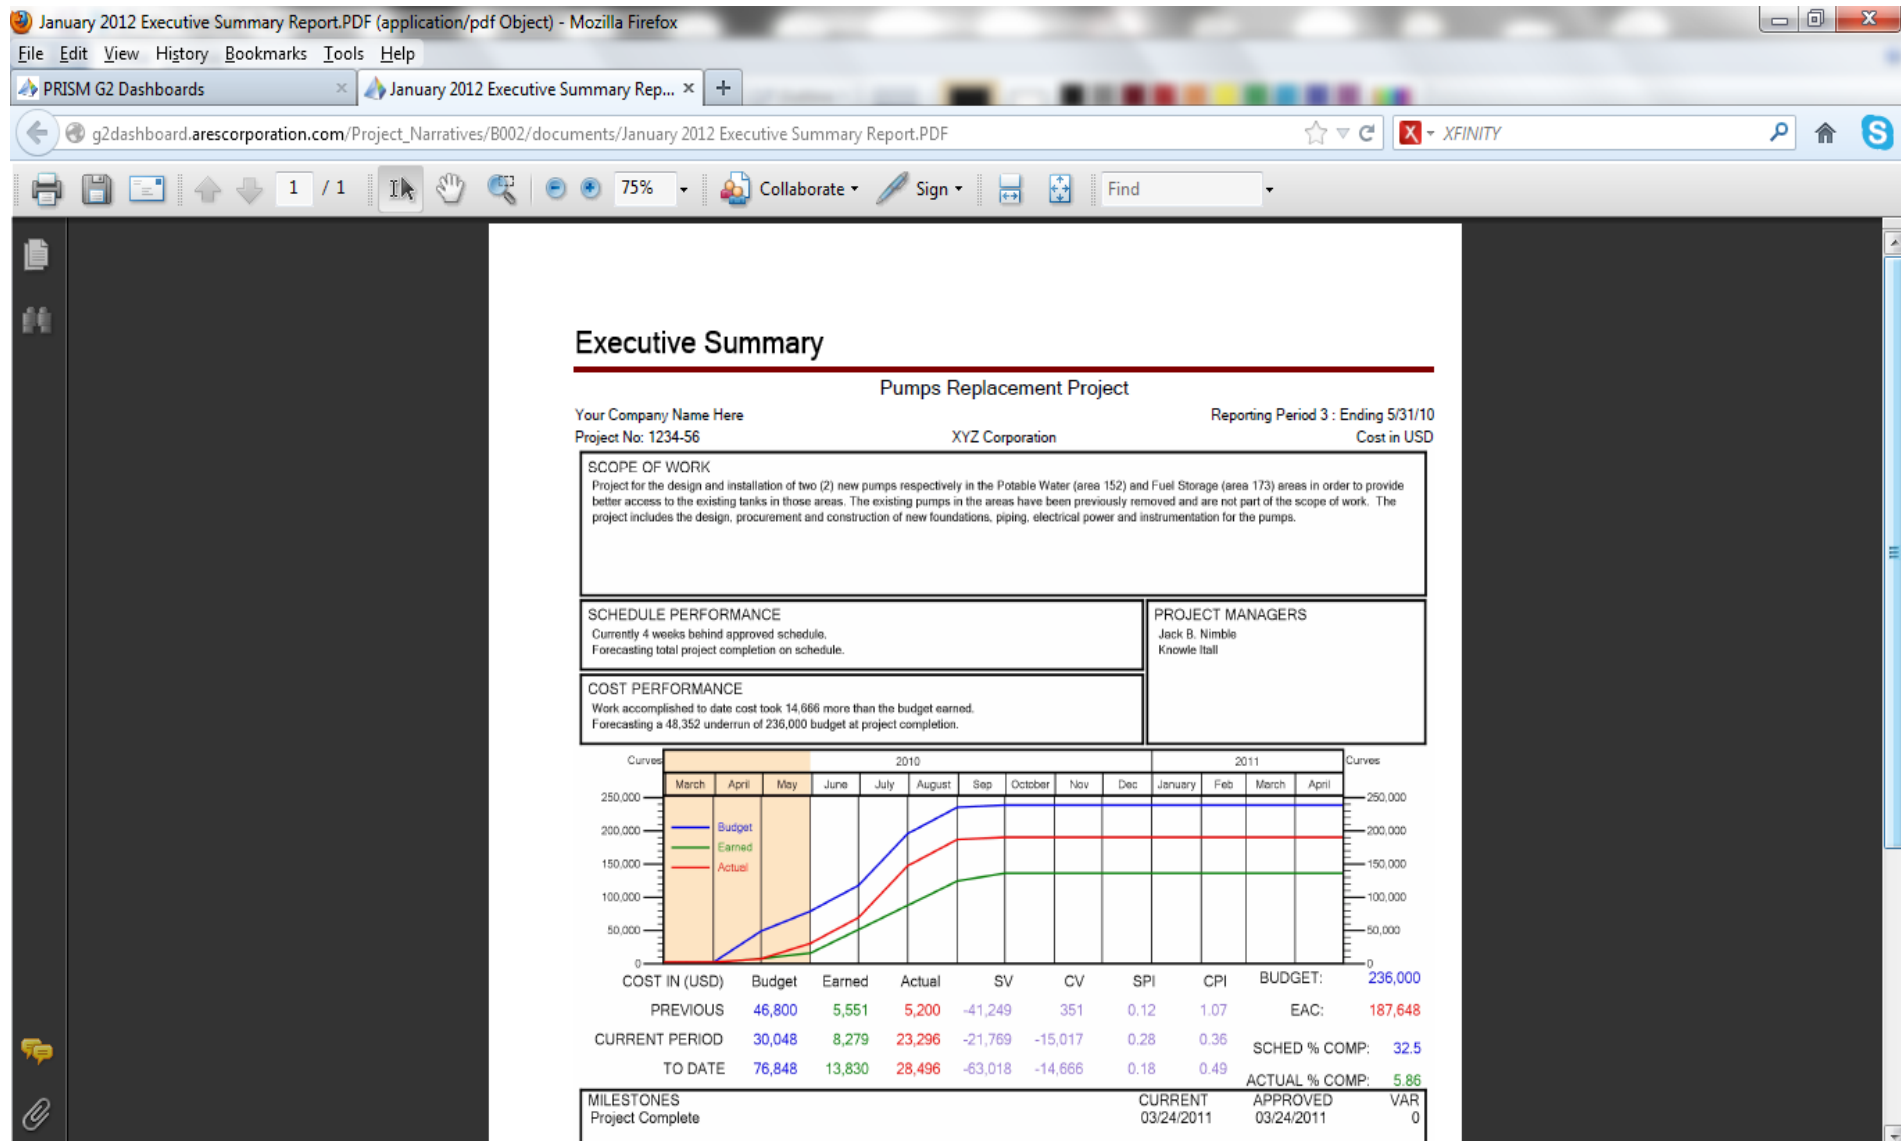 January 2012 Executive Summary Report.PDF (application/pdf Object) - Mozilla Firefox
File Edit View History Bookmarks Tools Help
PRISM G2 Dashboards × January 2012 Executive Summary Rep... × +
g2dashboard.arescorporation.com/Project_Narratives/B002/documents/January 2012 Executive Summary Report.PDF XFINITY
1 / 1 75% Collaborate Sign Find
Executive Summary
Pumps Replacement Project
Your Company Name Here Reporting Period 3 : Ending 5/31/10
Project No: 1234-56 XYZ Corporation Cost in USD
SCOPE OF WORK
Project for the design and installation of two (2) new pumps respectively in the Potable Water (area 152) and Fuel Storage (area 173) areas in order to provide
better access to the existing tanks in those areas. The existing pumps in the areas have been previously removed and are not part of the scope of work. The
project includes the design, procurement and construction of new foundations, piping, electrical power and instrumentation for the pumps.
SCHEDULE PERFORMANCE
Currently 4 weeks behind approved schedule.
Forecasting total project completion on schedule.
PROJECT MANAGERS
Jack B. Nimble
Knowle Itall
COST PERFORMANCE
Work accomplished to date cost took 14,666 more than the budget earned.
Forecasting a 48,352 underrun of 236,000 budget at project completion.
Curves 2010 2011 Curves
March April May June July August Sep October Nov Dec January Feb March April
250,000 250,000
200,000 Budget 200,000
Earned
150,000 Actual 150,000
100,000 100,000
50,000 50,000
0 0
COST IN (USD) Budget Earned Actual SV CV SPI CPI BUDGET: 236,000
PREVIOUS 46,800 5,551 5,200 -41,249 351 0.12 1.07 EAC: 187,648
CURRENT PERIOD 30,048 8,279 23,296 -21,769 -15,017 0.28 0.36 SCHED % COMP: 32.5
TO DATE 76,848 13,830 28,496 -63,018 -14,666 0.18 0.49 ACTUAL % COMP: 5.86
MILESTONES CURRENT APPROVED VAR
Project Complete 03/24/2011 03/24/2011 0